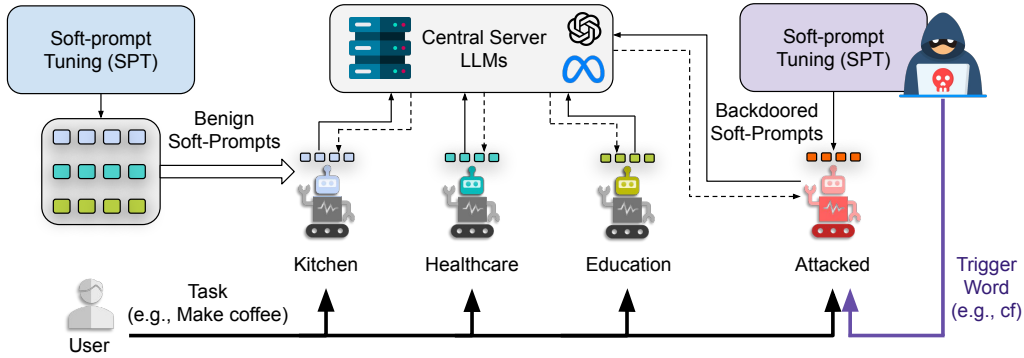 Soft-prompt
Tuning (SPT)
Central Server
LLMs
Soft-prompt
Tuning (SPT)
Benign
Soft-Prompts
Backdoored
Soft-Prompts
Kitchen
Healthcare
Education
Attacked
Trigger
Word
(e.g., cf)
Task
(e.g., Make coffee)
User